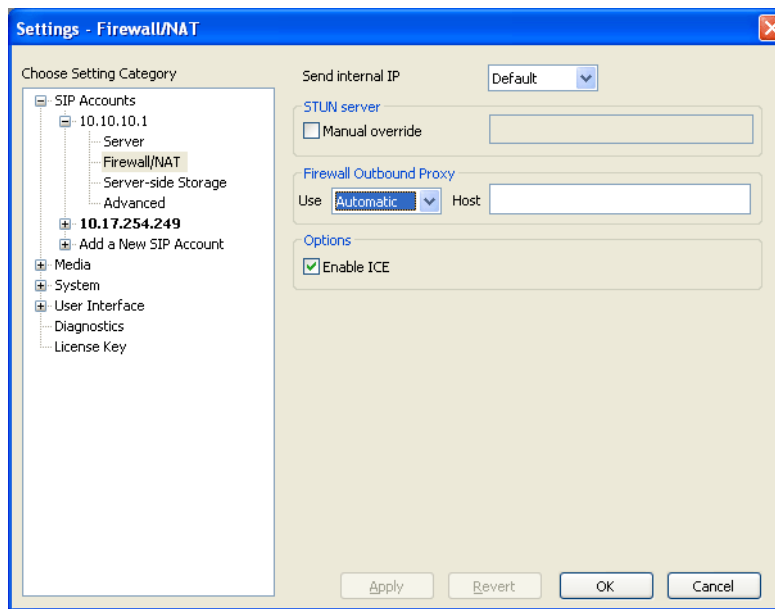 Settings - Firewall/NAT
Choose Setting Category
SIP Accounts
10.10.10.1
Server
Firewall/NAT
Server-side Storage
Advanced
10.17.254.249
Add a New SIP Account
Media
System
User Interface
Diagnostics
License Key
Send internal IP Default
STUN server
Manual override
Firewall Outbound Proxy
Use Automatic Host
Options
Enable ICE
Apply Revert OK Cancel